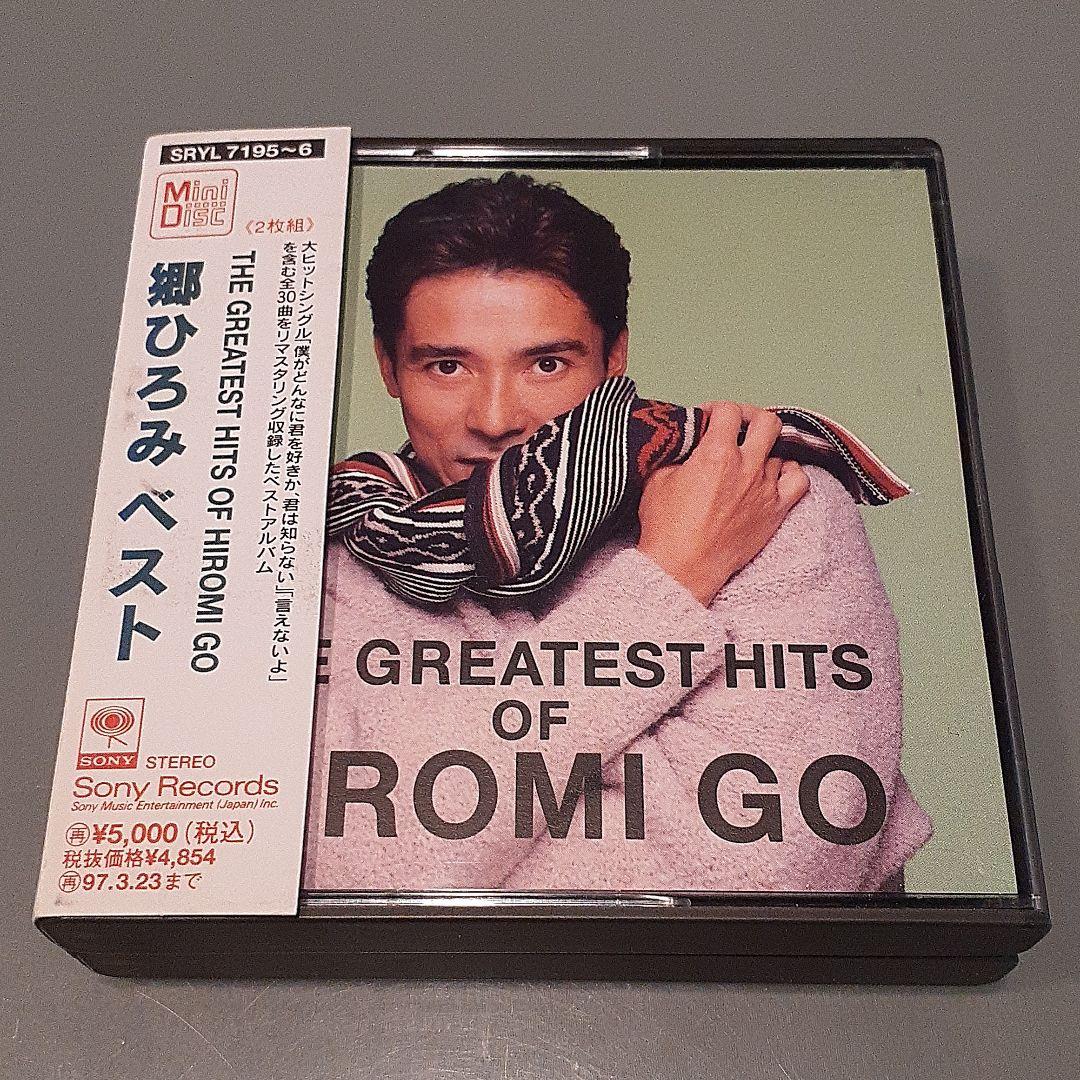 SRYL 7195～6
Mini
Disc
《2枚組》
大ヒットシングル「僕がどんなに君を好きか、君は知らない」「言えないよ」
を含む全30曲をリマスタリング収録したベストアルバム
THE GREATEST HITS OF HIROMI GO
郷ひろみ ベスト
SONY
STEREO
Sony Records
Sony Music Entertainment (Japan) Inc.
再¥5,000(税込)
税抜価格¥4,854
再97.3.23まで
E GREATEST HITS
OF
ROMI GO